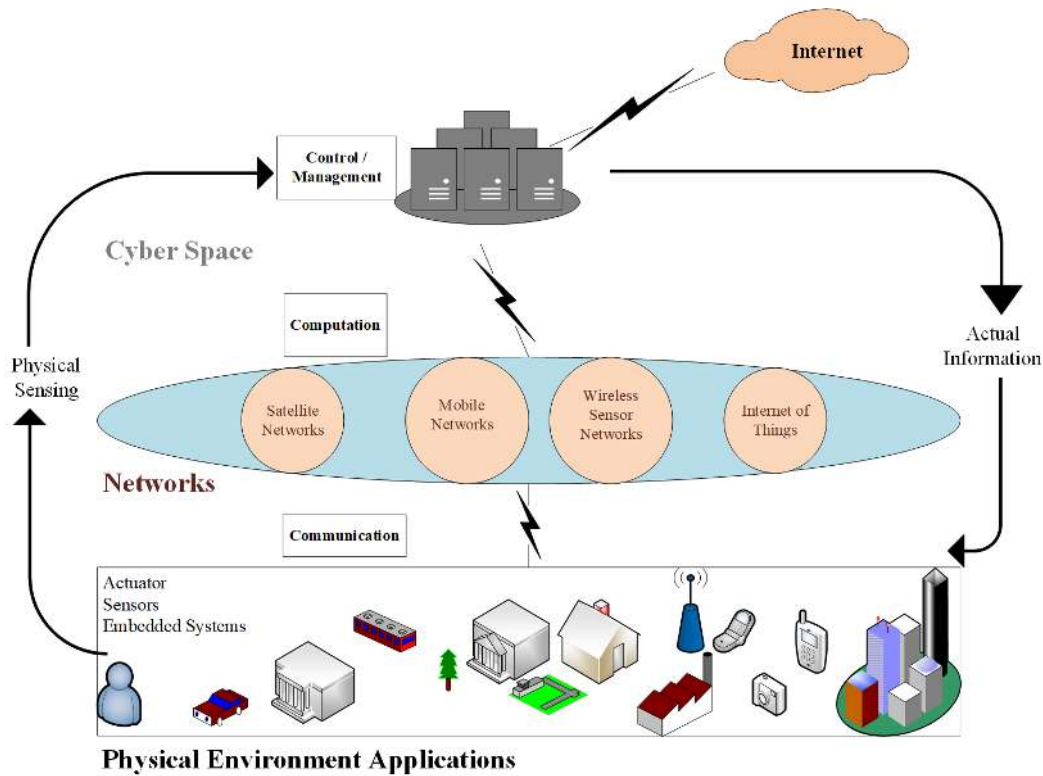 Internet
Control /
Management
Cyber Space
Computation
Physical
Sensing
Actual
Information
Satellite
Networks
Mobile
Networks
Wireless
Sensor
Networks
Internet of
Things
Networks
Communication
Actuator
Sensors
Embedded Systems
Physical Environment Applications